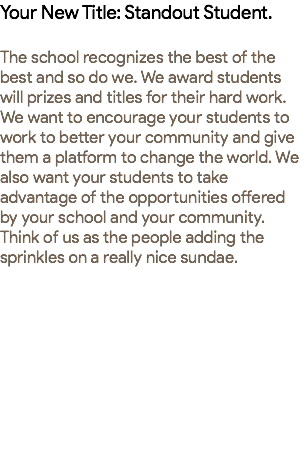 Your New Title: Standout Student.
The school recognizes the best of the
best and so do we. We award students
will prizes and titles for their hard work.
We want to encourage your students to
work to better your community and give
them a platform to change the world. We
also want your students to take
advantage of the opportunities offered
by your school and your community.
Think of us as the people adding the
sprinkles on a really nice sundae.